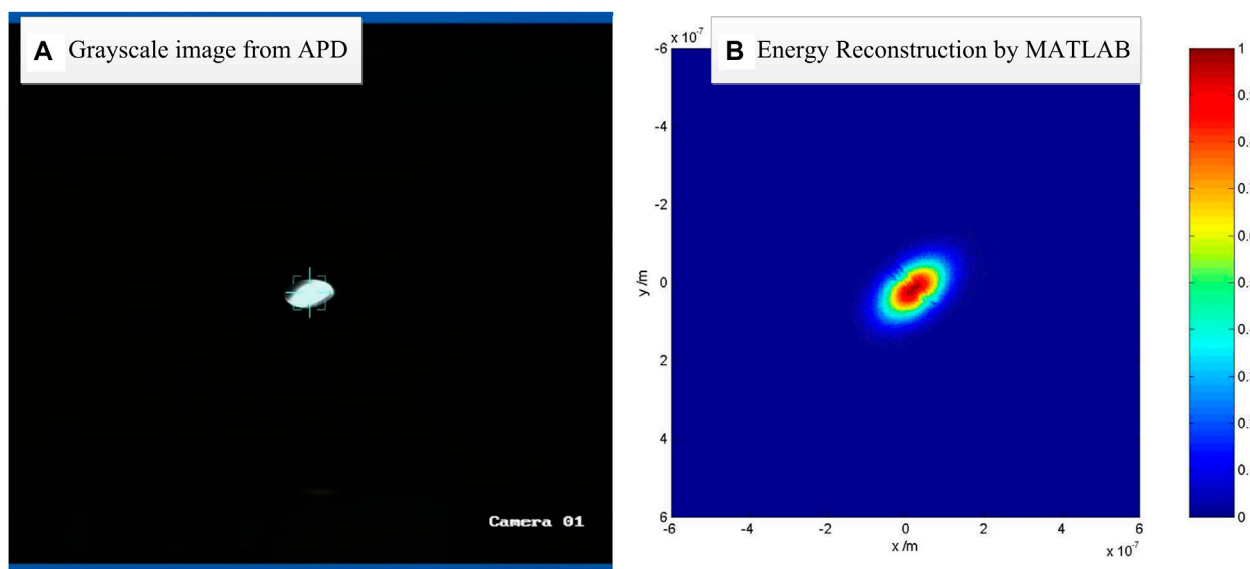 A Grayscale image from APD
Camera 01
B Energy Reconstruction by MATLAB
x 10⁻⁷
-6
-4
-2
0
2
4
6
y /m
-6 -4 -2 0 2 4 6
x /m
x 10⁻⁷
1
0